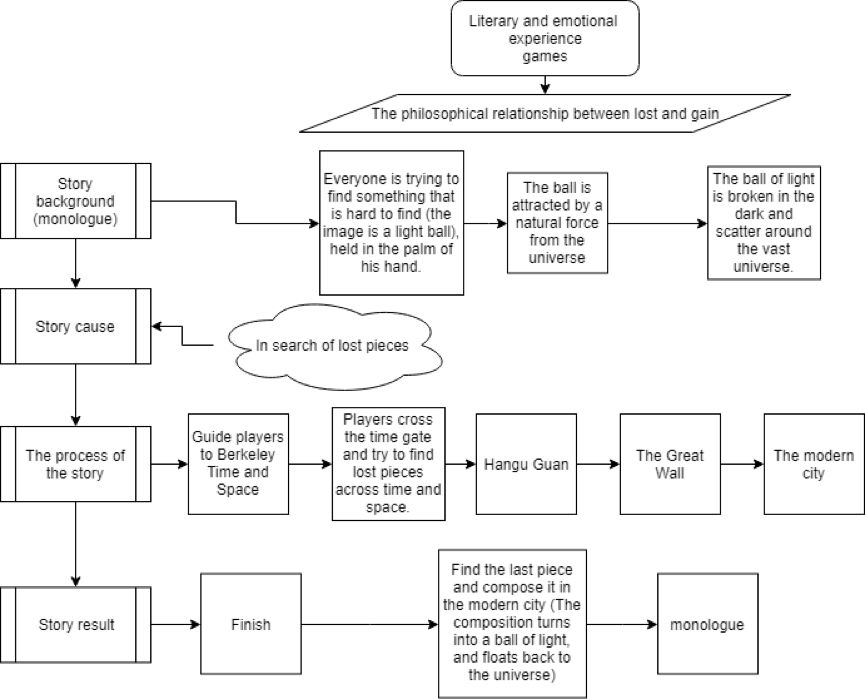 Literary and emotional
experience
games
The philosophical relationship between lost and gain
Story
background
(monologue)
Everyone is trying to
find something that
is hard to find (the
image is a light ball),
held in the palm of
his hand.
The ball is
attracted by a
natural force
from the
universe
The ball of light
is broken in the
dark and
scatter around
the vast
universe.
Story cause
In search of lost pieces
The process of
the story
Guide players
to Berkeley
Time and
Space
Players cross
the time gate
and try to find
lost pieces
across time and
space.
Hangu Guan
The Great
Wall
The modern
city
Story result
Finish
Find the last piece
and compose it in
the modern city (The
composition turns
into a ball of light,
and floats back to
the universe)
monologue